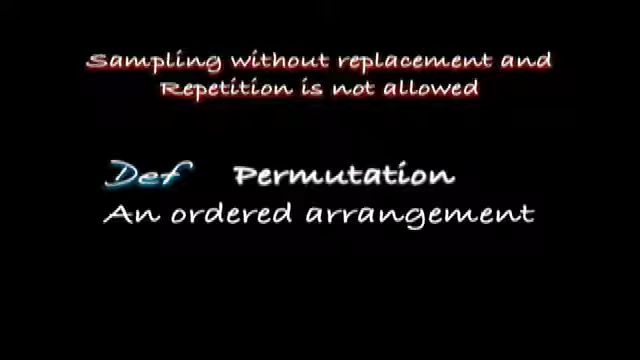 Sampling without replacement and
Repetition is not allowed
Def Permutation
An ordered arrangement